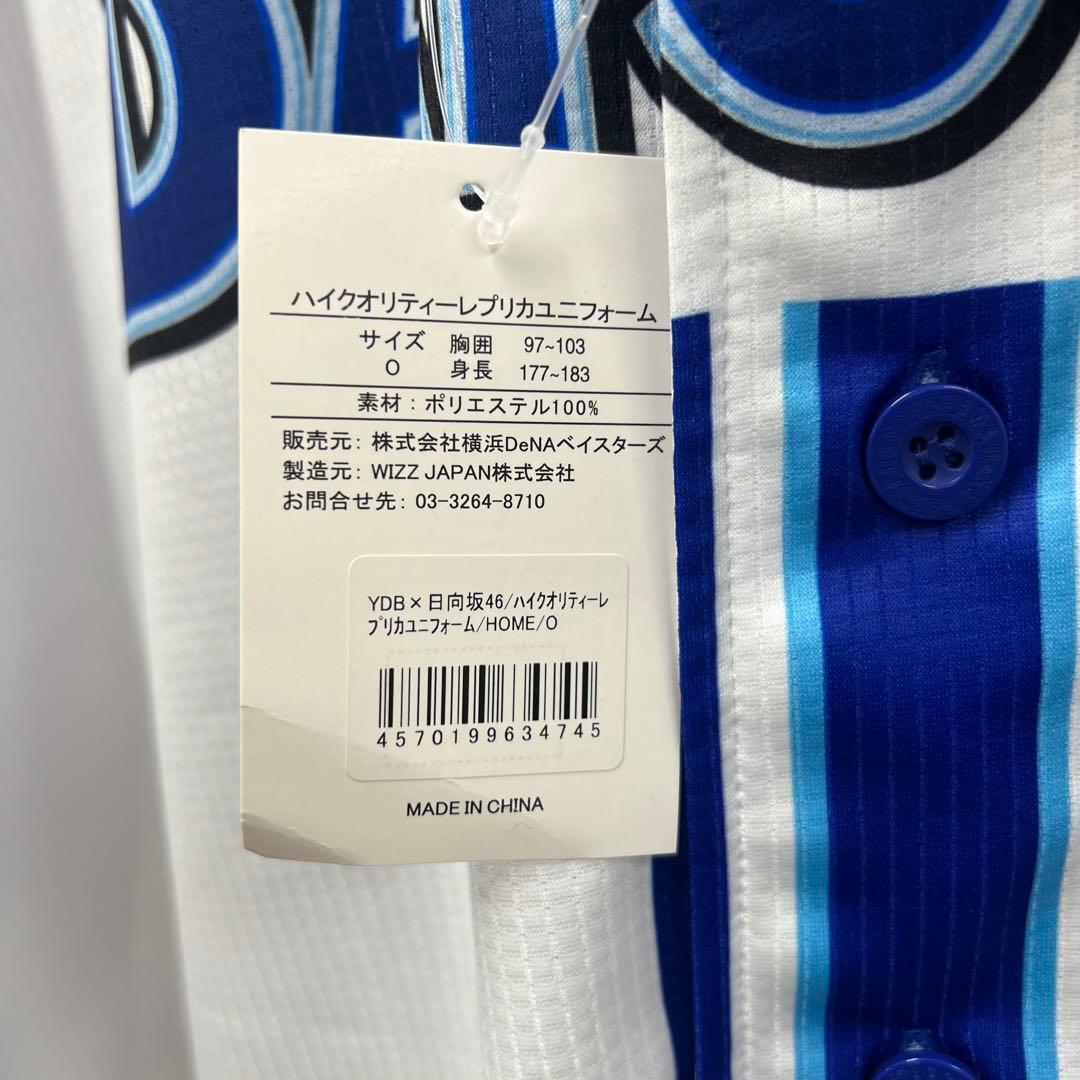 ハイクオリティーレプリカユニフォーム
サイズ 胸囲 97~103
O 身長 177~183
素材：ポリエステル100%
販売元: 株式会社横浜DeNAベイスターズ
製造元: WIZZ JAPAN株式会社
お問合せ先: 03-3264-8710
YDB×日向坂46/ﾊｲｸｵﾘﾃｨｰﾚ
ﾌﾟﾘｶﾕﾆﾌｫｰﾑ/HOME/O
4570199634745
MADE IN CHINA